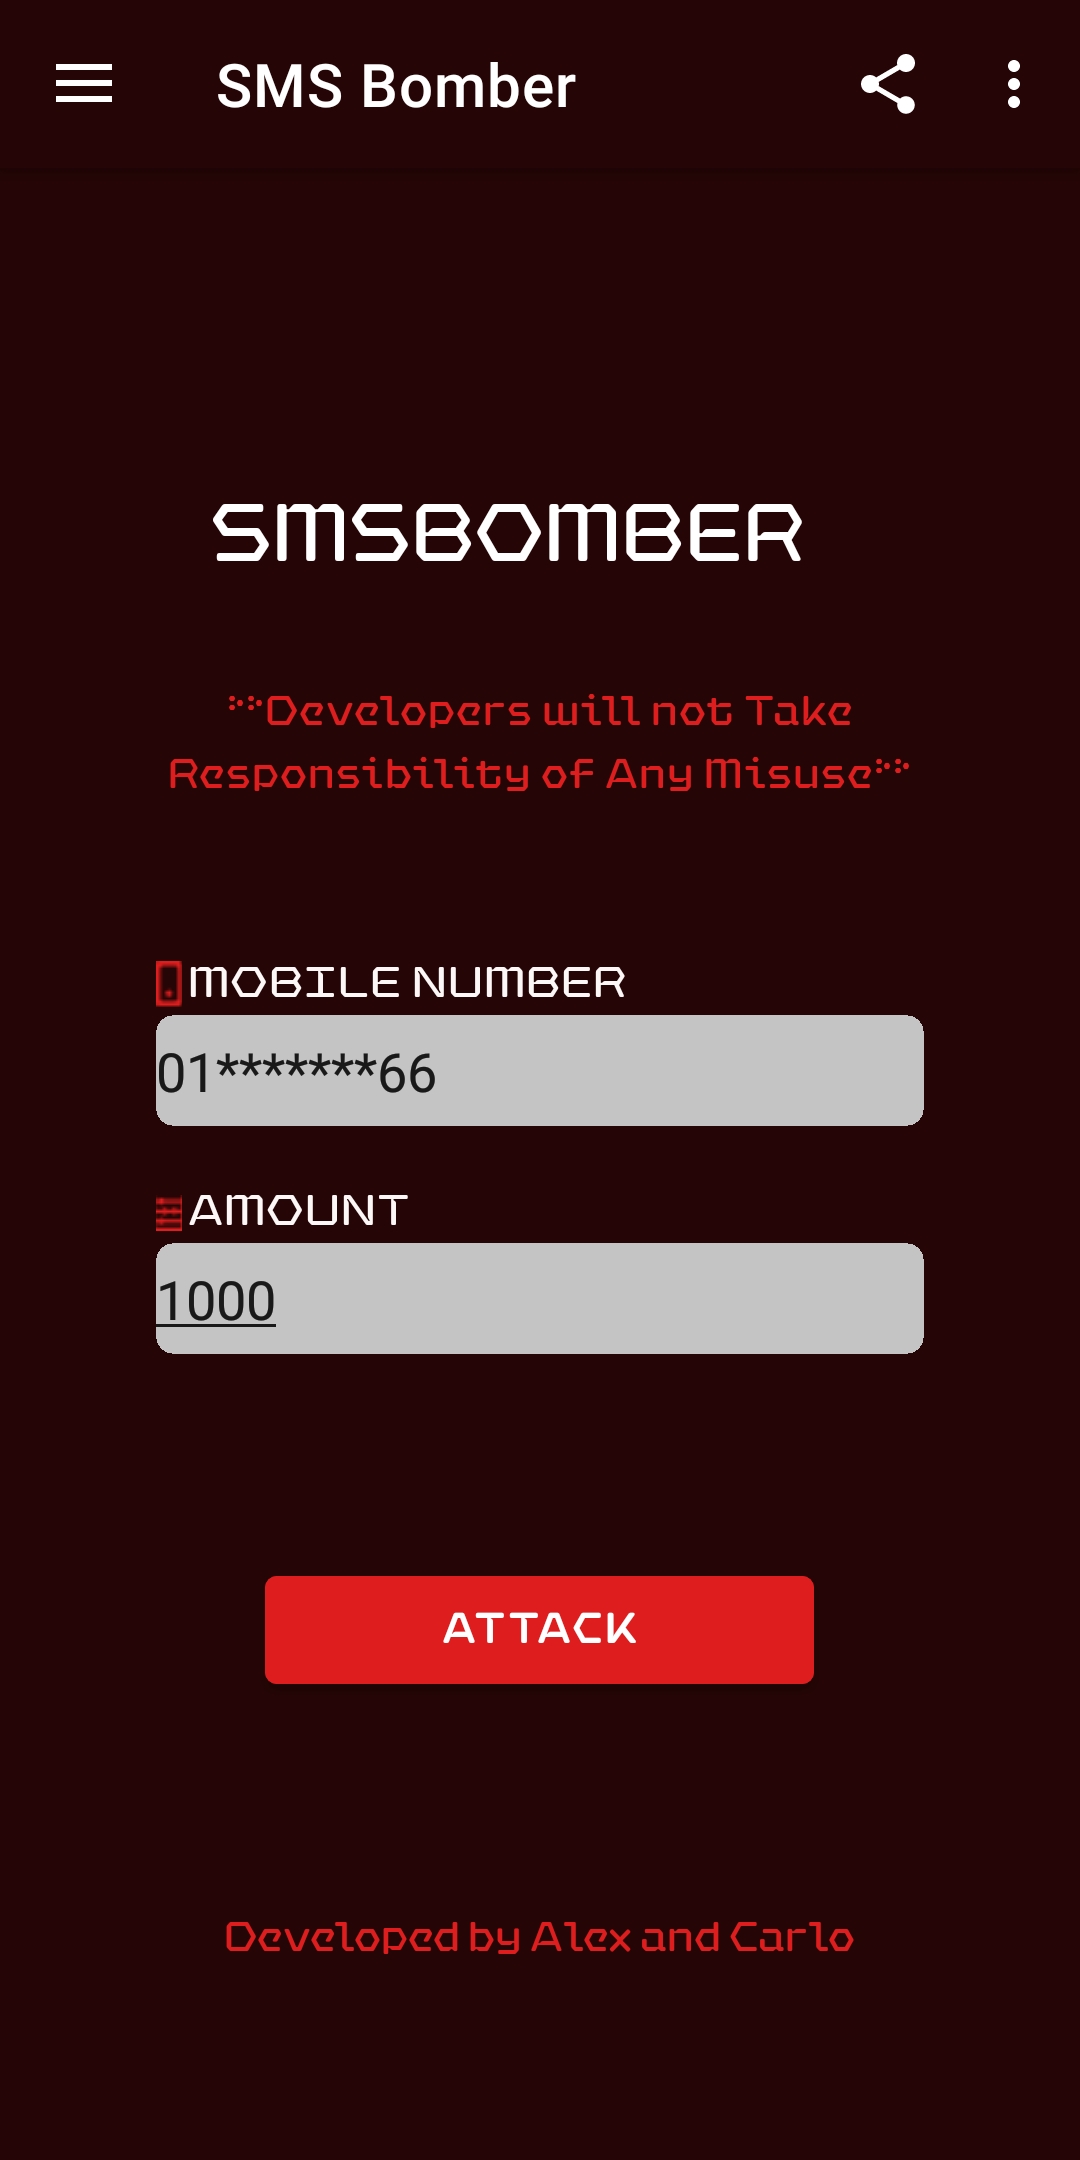 SMS Bomber
SMSBOMBER
**Developers will not Take
Responsibility of Any Misuse**
MOBILE NUMBER
01*******66
AMOUNT
1000
ATTACK
Developed by Alex and Carlo